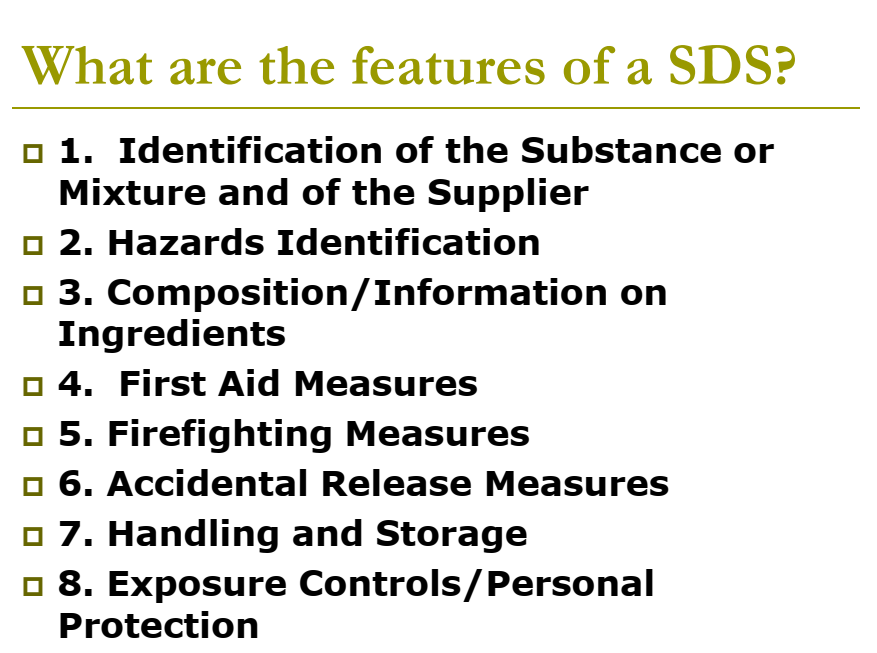 What are the features of a SDS?
1. Identification of the Substance or
Mixture and of the Supplier
2. Hazards Identification
3. Composition/Information on
Ingredients
4. First Aid Measures
5. Firefighting Measures
6. Accidental Release Measures
7. Handling and Storage
8. Exposure Controls/Personal
Protection